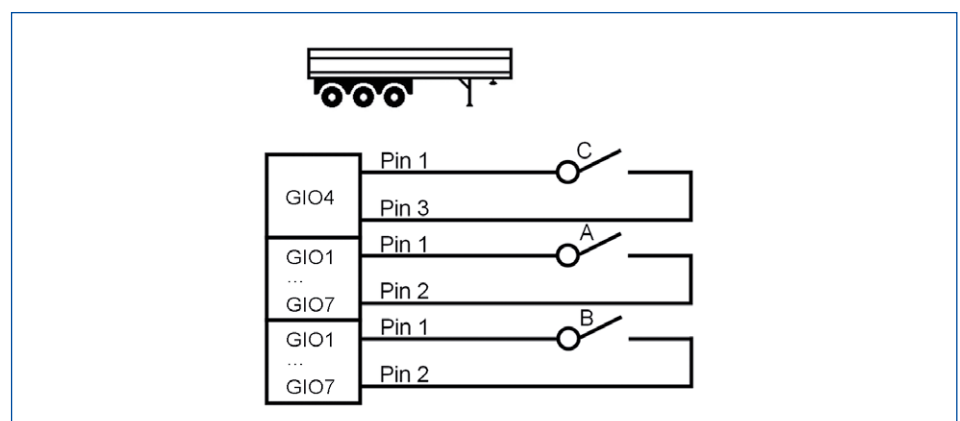 Pin 1
C
GIO4
Pin 3
Pin 1
A
GIO1
...
GIO7
Pin 2
Pin 1
B
GIO1
...
GIO7
Pin 2